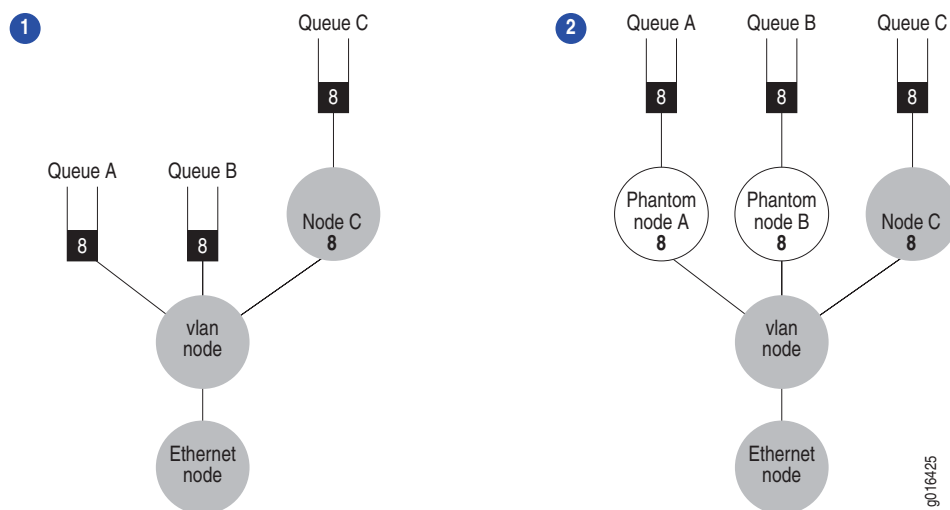 1
Queue C
8
Queue A
Queue B
8
8
Node C
8
vlan
node
Ethernet
node
2
Queue A
Queue B
Queue C
8
8
8
Phantom
node A
8
Phantom
node B
8
Node C
8
vlan
node
Ethernet
node
g016425